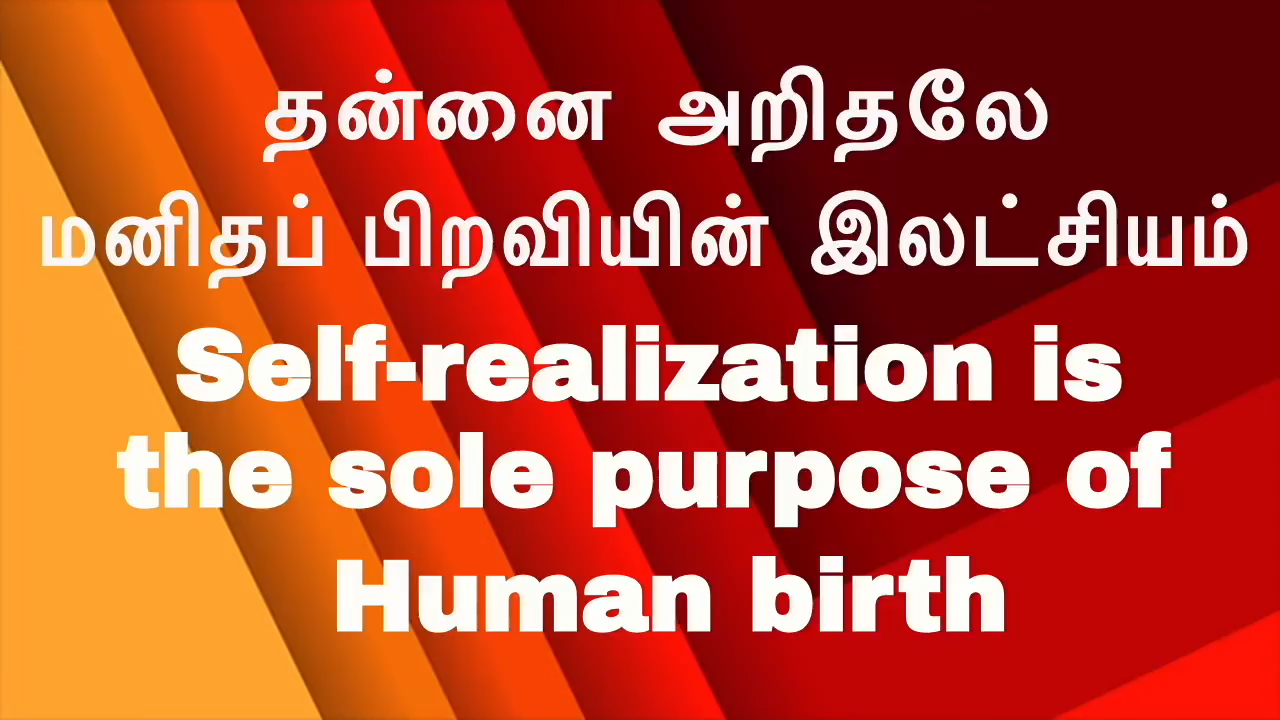 தன்னை அறிதலே
மனிதப் பிறவியின் இலட்சியம்
Self-realization is
the sole purpose of
Human birth